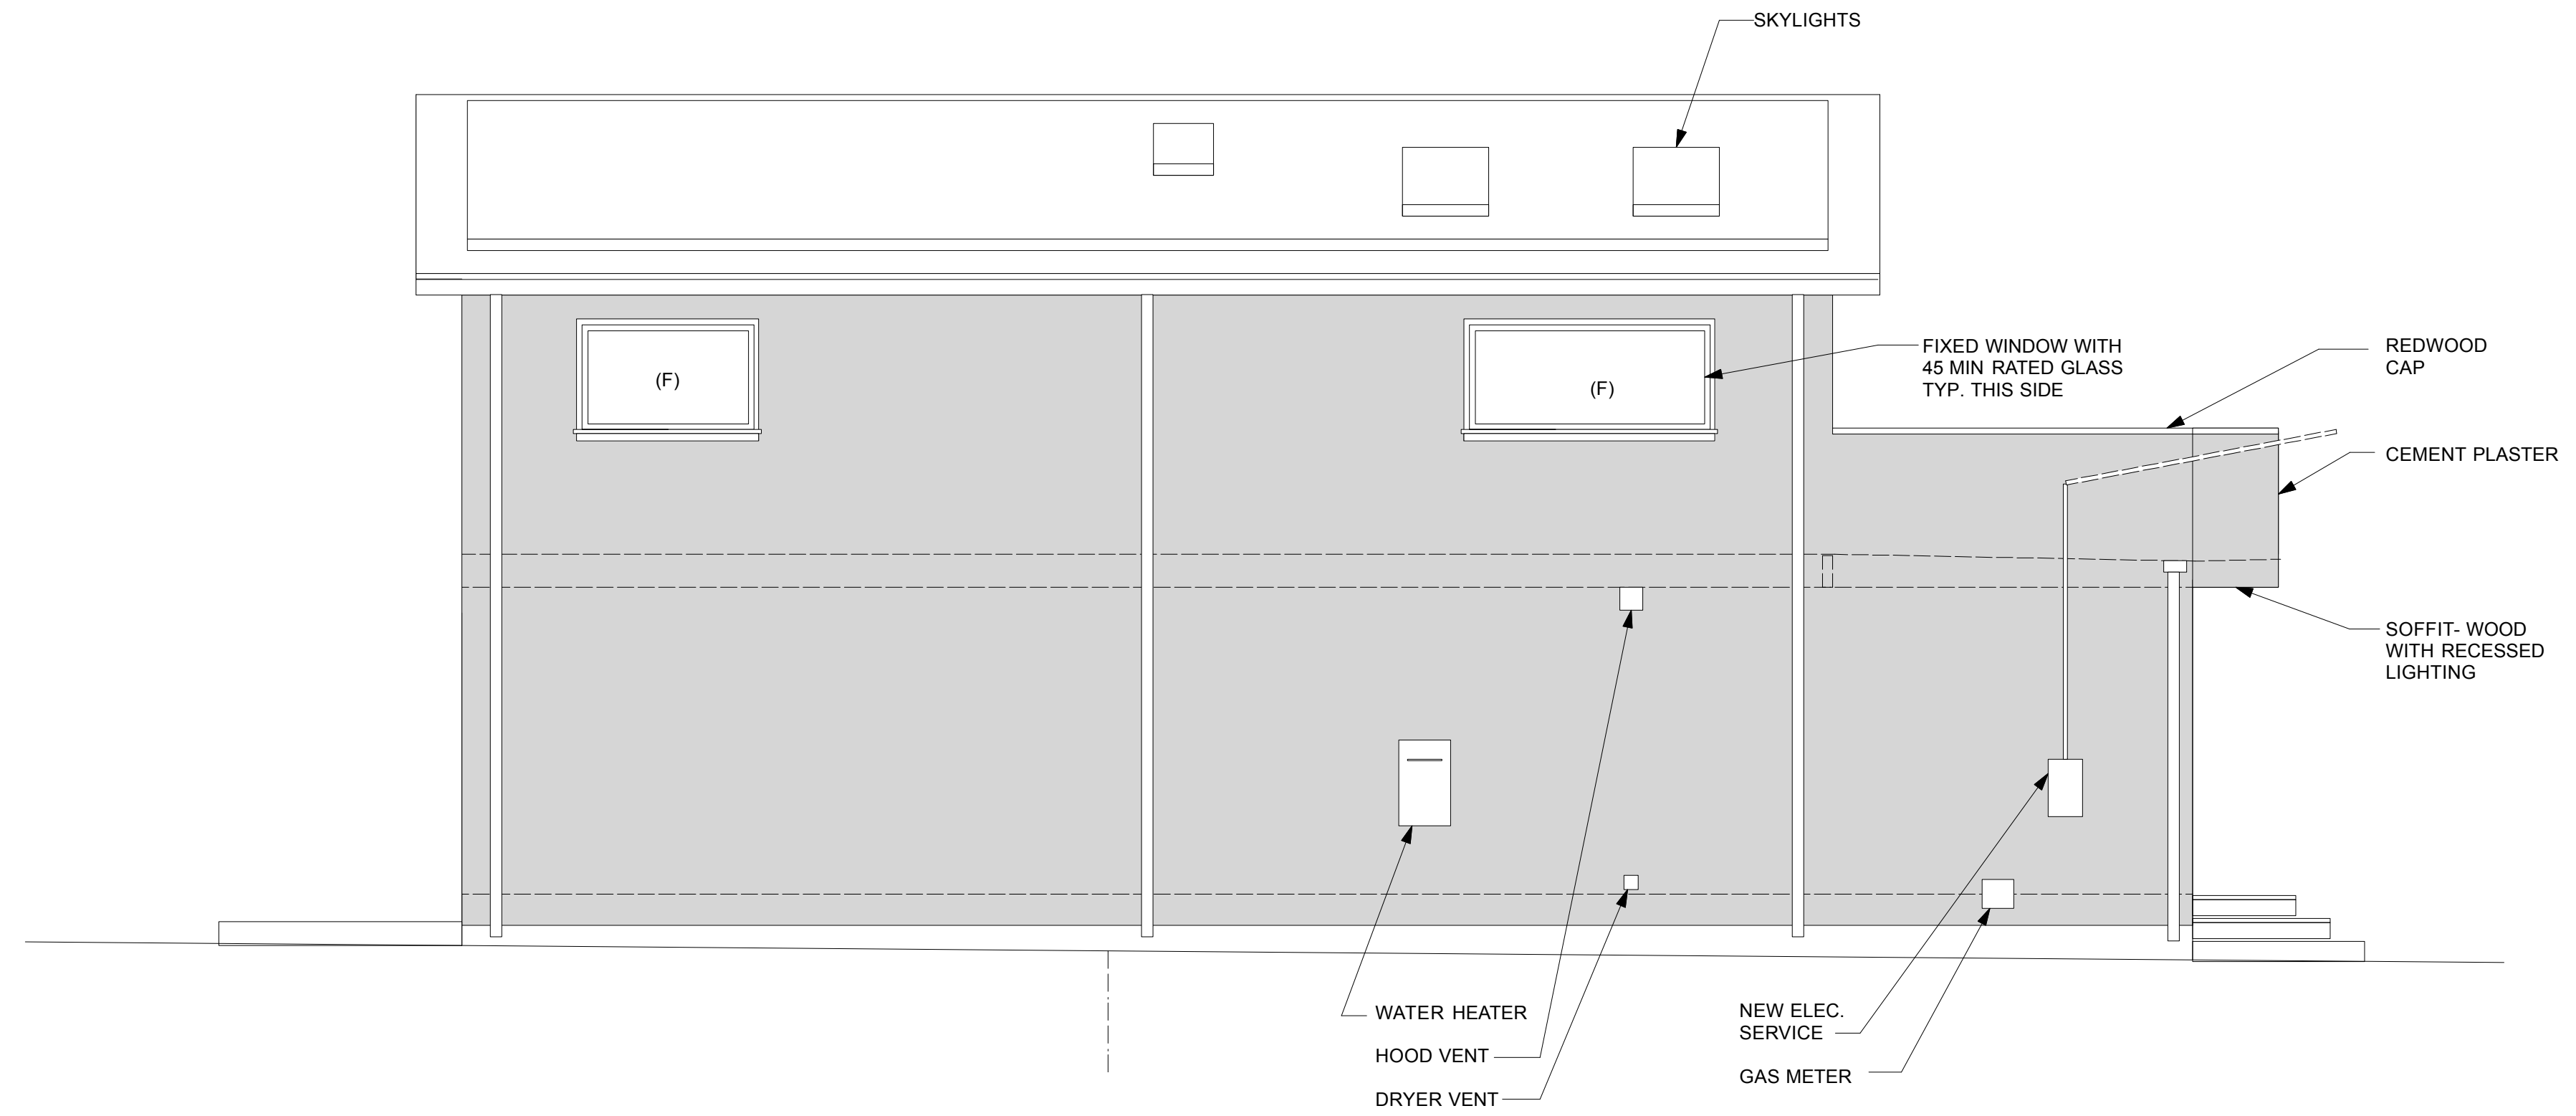 SKYLIGHTS
(F)
(F)
FIXED WINDOW WITH
45 MIN RATED GLASS
TYP. THIS SIDE
REDWOOD
CAP
CEMENT PLASTER
SOFFIT- WOOD
WITH RECESSED
LIGHTING
WATER HEATER
HOOD VENT
DRYER VENT
NEW ELEC.
SERVICE
GAS METER